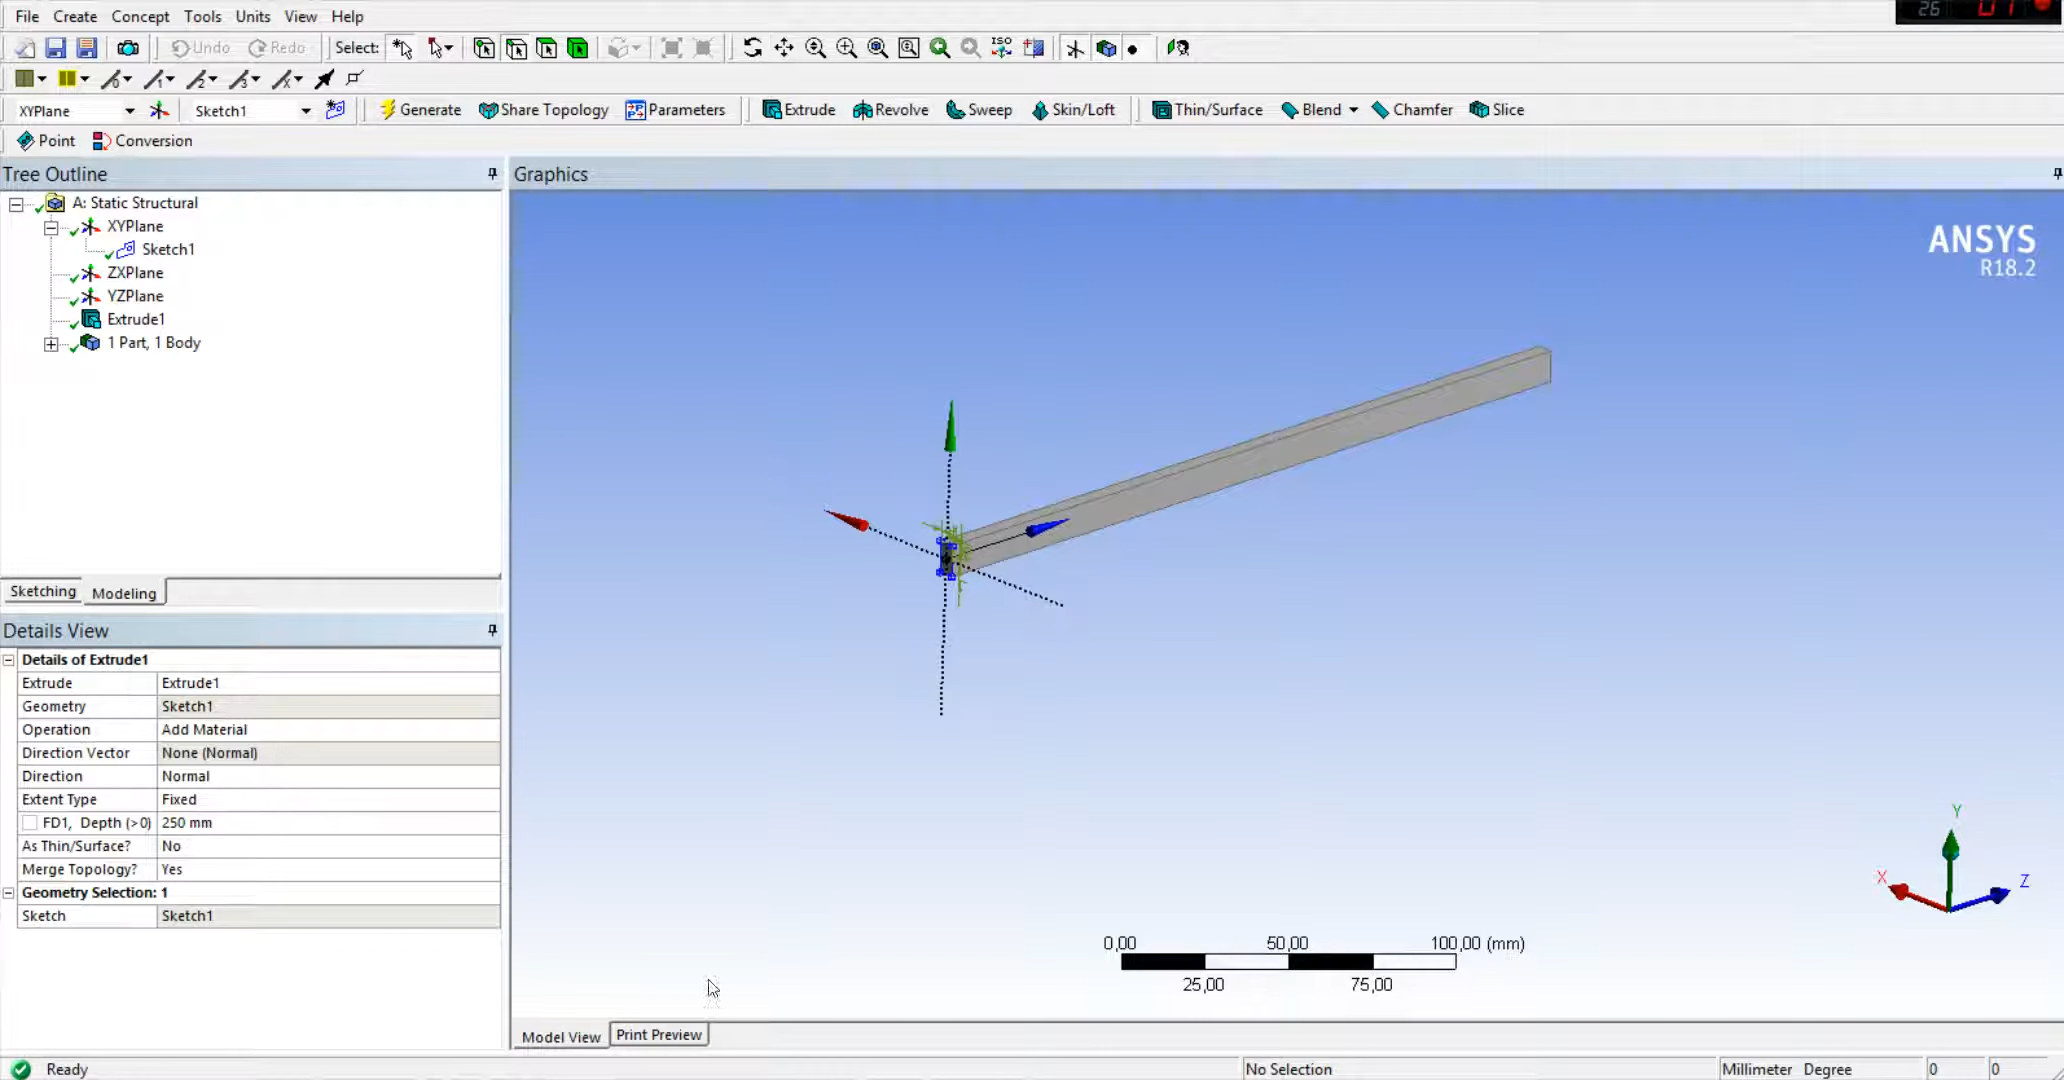 File Create Concept Tools Units View Help
26
Undo Redo Select: ISO
XYPlane Sketch1 Generate Share Topology Parameters Extrude Revolve Sweep Skin/Loft Thin/Surface Blend Chamfer Slice
Point Conversion
Tree Outline
A: Static Structural
XYPlane
Sketch1
ZXPlane
YZPlane
Extrude1
1 Part, 1 Body
Sketching Modeling
Details View
Details of Extrude1
Extrude Extrude1
Geometry Sketch1
Operation Add Material
Direction Vector None (Normal)
Direction Normal
Extent Type Fixed
FD1, Depth (>0) 250 mm
As Thin/Surface? No
Merge Topology? Yes
Geometry Selection: 1
Sketch Sketch1
Graphics
ANSYS
R18.2
Y
X
Z
0,00 50,00 100,00 (mm)
25,00 75,00
Model View Print Preview
Ready No Selection Millimeter Degree 0 0